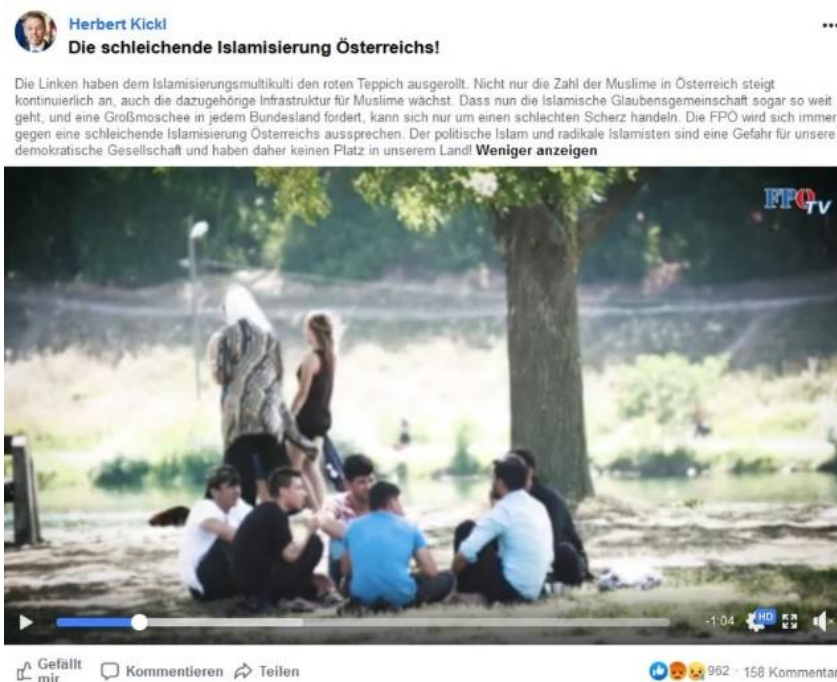 Herbert Kickl
Die schleichende Islamisierung Österreichs!
Die Linken haben dem Islamisierungsmultikulti den roten Teppich ausgerollt. Nicht nur die Zahl der Muslime in Österreich steigt
kontinuierlich an, auch die dazugehörige Infrastruktur für Muslime wächst. Dass nun die Islamische Glaubensgemeinschaft sogar so weit
geht, und eine Großmoschee in jedem Bundesland fordert, kann sich nur um einen schlechten Scherz handeln. Die FPÖ wird sich immer
gegen eine schleichende Islamisierung Österreichs aussprechen. Der politische Islam und radikale Islamisten sind eine Gefahr für unsere
demokratische Gesellschaft und haben daher keinen Platz in unserem Land! Weniger anzeigen
FPÖ TV
-1:04 HD
Gefällt
mir
Kommentieren Teilen
962 · 158 Kommentar